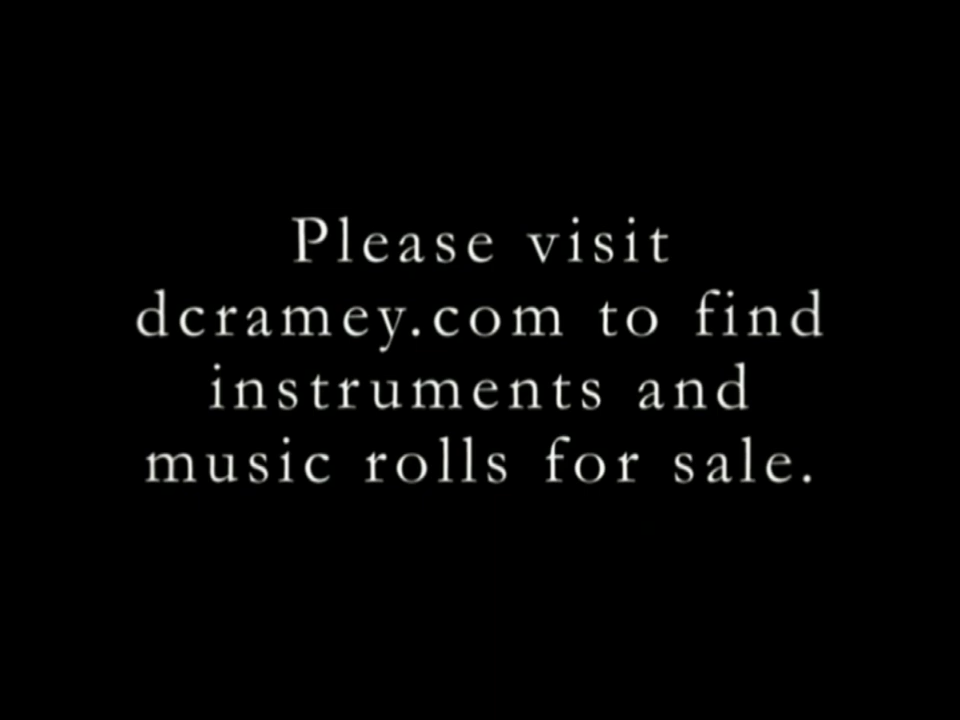 Please visit
dcramey.com to find
instruments and
music rolls for sale.